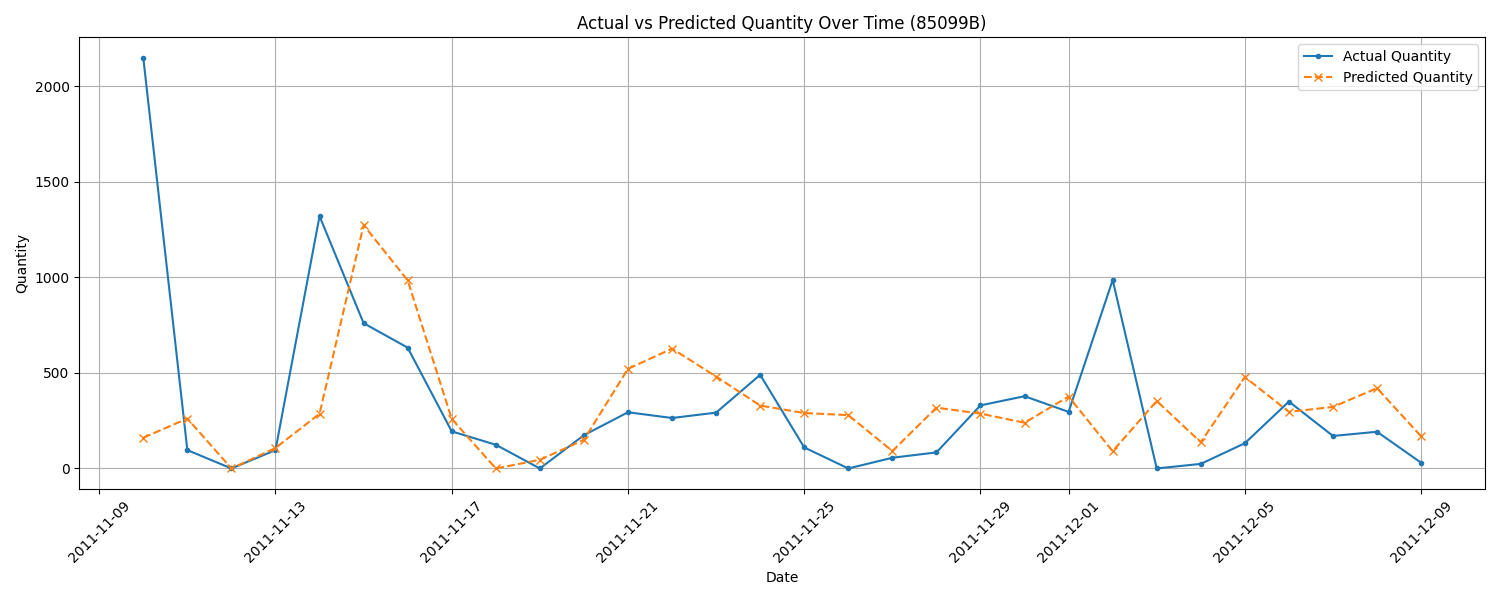 Actual vs Predicted Quantity Over Time (85099B)
Actual Quantity
Predicted Quantity
Quantity
2000
1500
1000
500
0
2011-11-09
2011-11-13
2011-11-17
2011-11-21
2011-11-25
2011-11-29
2011-12-01
2011-12-05
2011-12-09
Date